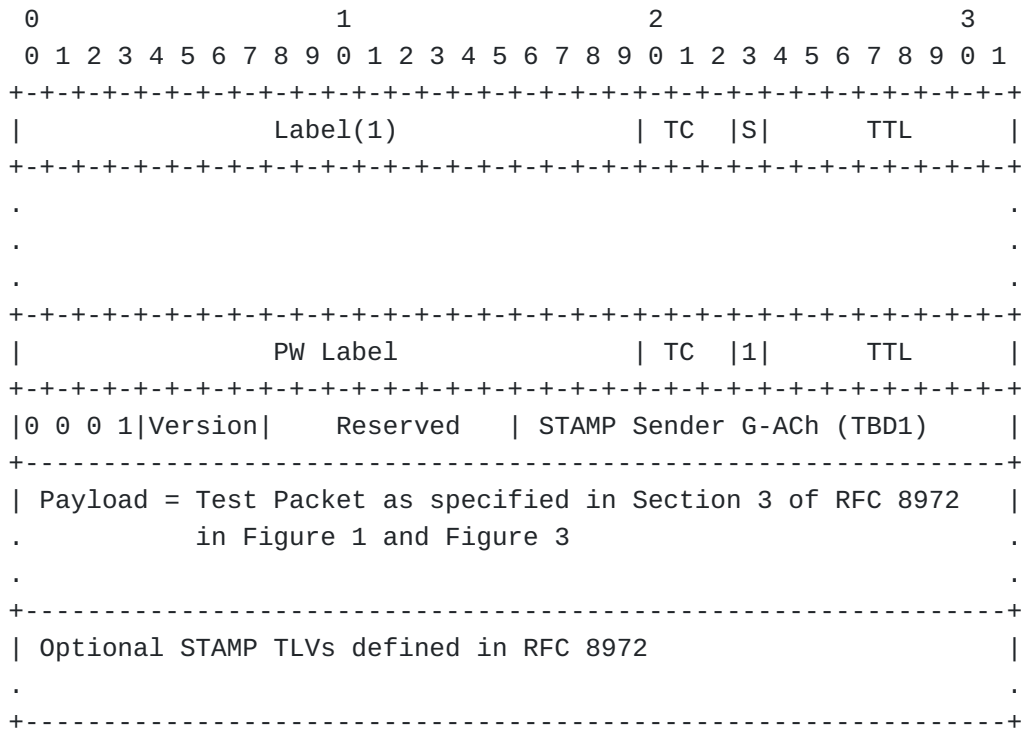 0                   1                   2                   3
 0 1 2 3 4 5 6 7 8 9 0 1 2 3 4 5 6 7 8 9 0 1 2 3 4 5 6 7 8 9 0 1
+-+-+-+-+-+-+-+-+-+-+-+-+-+-+-+-+-+-+-+-+-+-+-+-+-+-+-+-+-+-+-+-+
|                Label(1)               | TC  |S|      TTL      |
+-+-+-+-+-+-+-+-+-+-+-+-+-+-+-+-+-+-+-+-+-+-+-+-+-+-+-+-+-+-+-+-+
.                                                               .
.                                                               .
.                                                               .
+-+-+-+-+-+-+-+-+-+-+-+-+-+-+-+-+-+-+-+-+-+-+-+-+-+-+-+-+-+-+-+-+
|                PW Label               | TC  |1|      TTL      |
+-+-+-+-+-+-+-+-+-+-+-+-+-+-+-+-+-+-+-+-+-+-+-+-+-+-+-+-+-+-+-+-+
|0 0 0 1|Version|    Reserved   | STAMP Sender G-ACh (TBD1)     |
+---------------------------------------------------------------+
| Payload = Test Packet as specified in Section 3 of RFC 8972   |
.           in Figure 1 and Figure 3                            .
.                                                               .
+---------------------------------------------------------------+
| Optional STAMP TLVs defined in RFC 8972                       |
.                                                               .
+---------------------------------------------------------------+